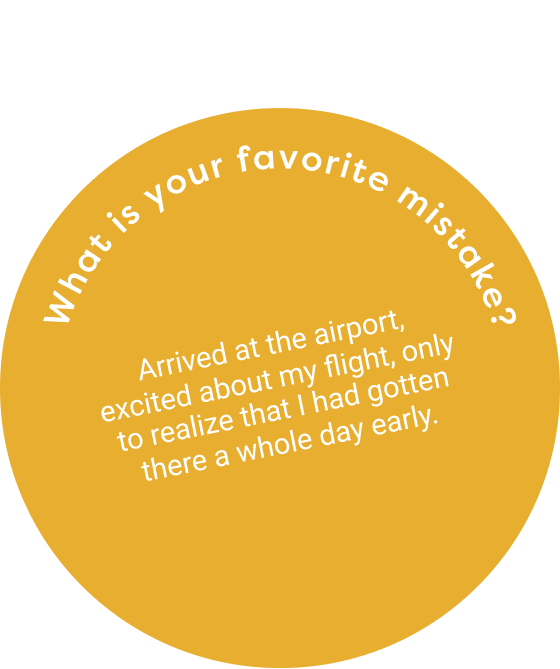 What is your favorite mistake?
Arrived at the airport,
excited about my flight, only
to realize that I had gotten
there a whole day early.